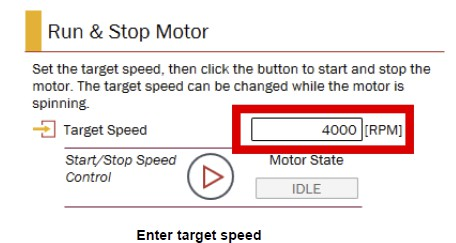 Run & Stop Motor
Set the target speed, then click the button to start and stop the
motor. The target speed can be changed while the motor is
spinning.
Target Speed 4000 [RPM]
Start/Stop Speed Motor State
Control
IDLE
Enter target speed